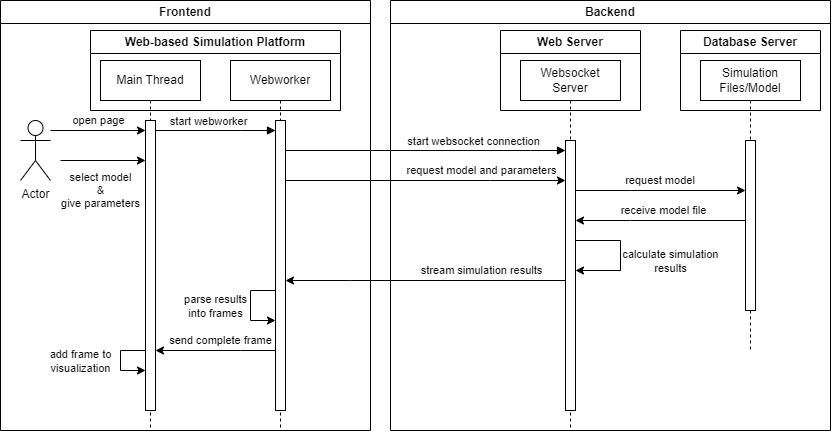 Frontend
Backend
Web-based Simulation Platform
Web Server
Database Server
Main Thread
Webworker
Websocket
Server
Simulation
Files/Model
open page
start webworker
start websocket connection
Actor
select model
&
give parameters
request model and parameters
request model
receive model file
calculate simulation
results
stream simulation results
parse results
into frames
send complete frame
add frame to
visualization